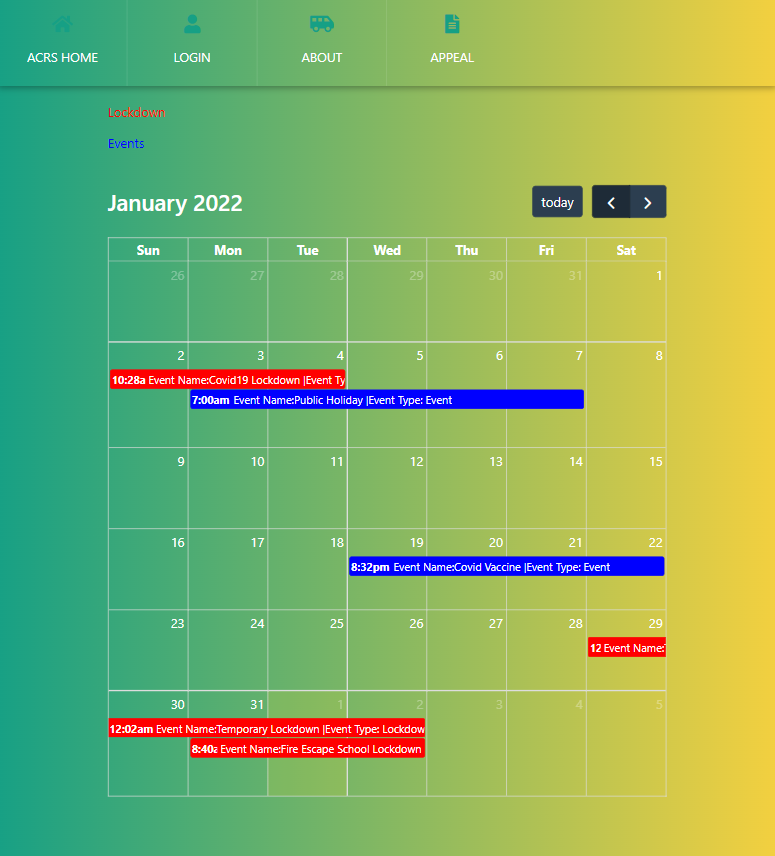 ACRS HOME LOGIN ABOUT APPEAL
Lockdown
Events
January 2022 today
Sun Mon Tue Wed Thu Fri Sat
26 27 28 29 30 31 1
2 3 4 5 6 7 8
10:28a Event Name:Covid19 Lockdown |Event Ty
7:00am Event Name:Public Holiday |Event Type: Event
9 10 11 12 13 14 15
16 17 18 19 20 21 22
8:32pm Event Name:Covid Vaccine |Event Type: Event
23 24 25 26 27 28 29
12 Event Name:
30 31 1 2 3 4 5
12:02am Event Name:Temporary Lockdown |Event Type: Lockdow
8:40a Event Name:Fire Escape School Lockdown